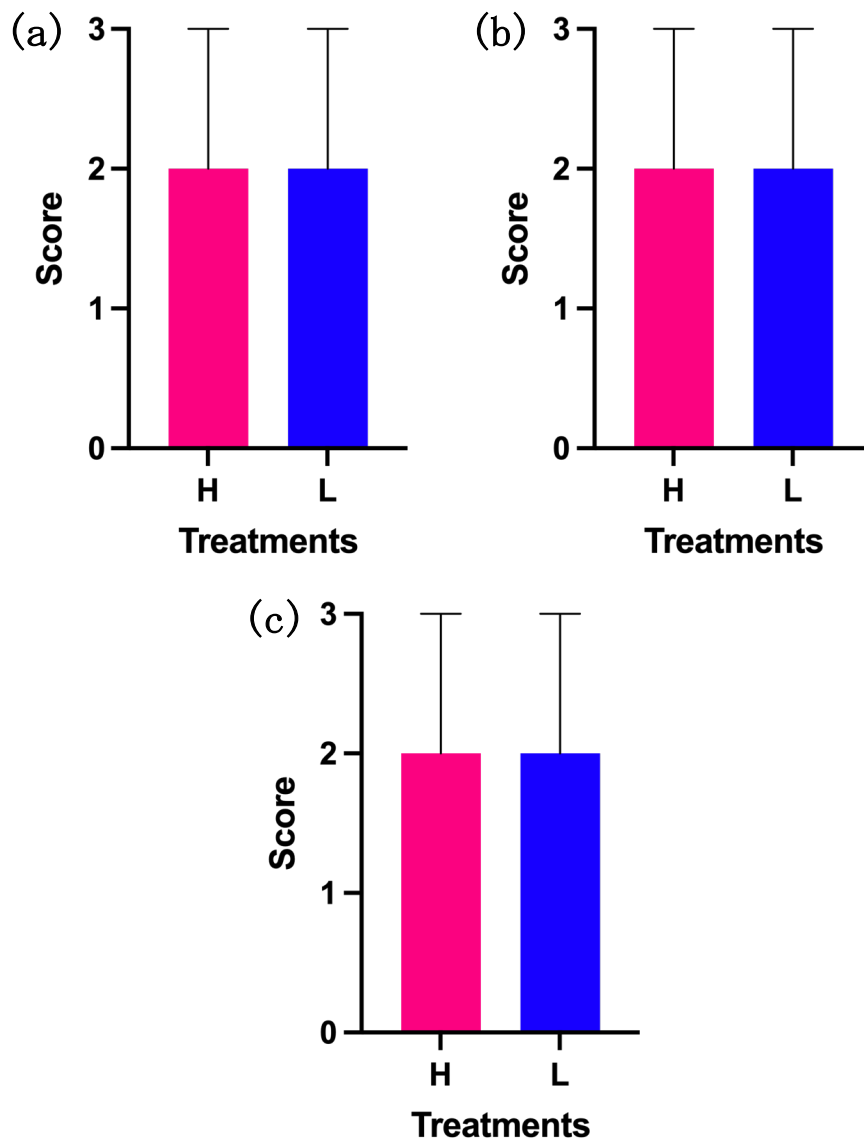 (a)
3
2
1
0
Score
H L
Treatments
(b)
3
2
1
0
Score
H L
Treatments
(c)
3
2
1
0
Score
H L
Treatments